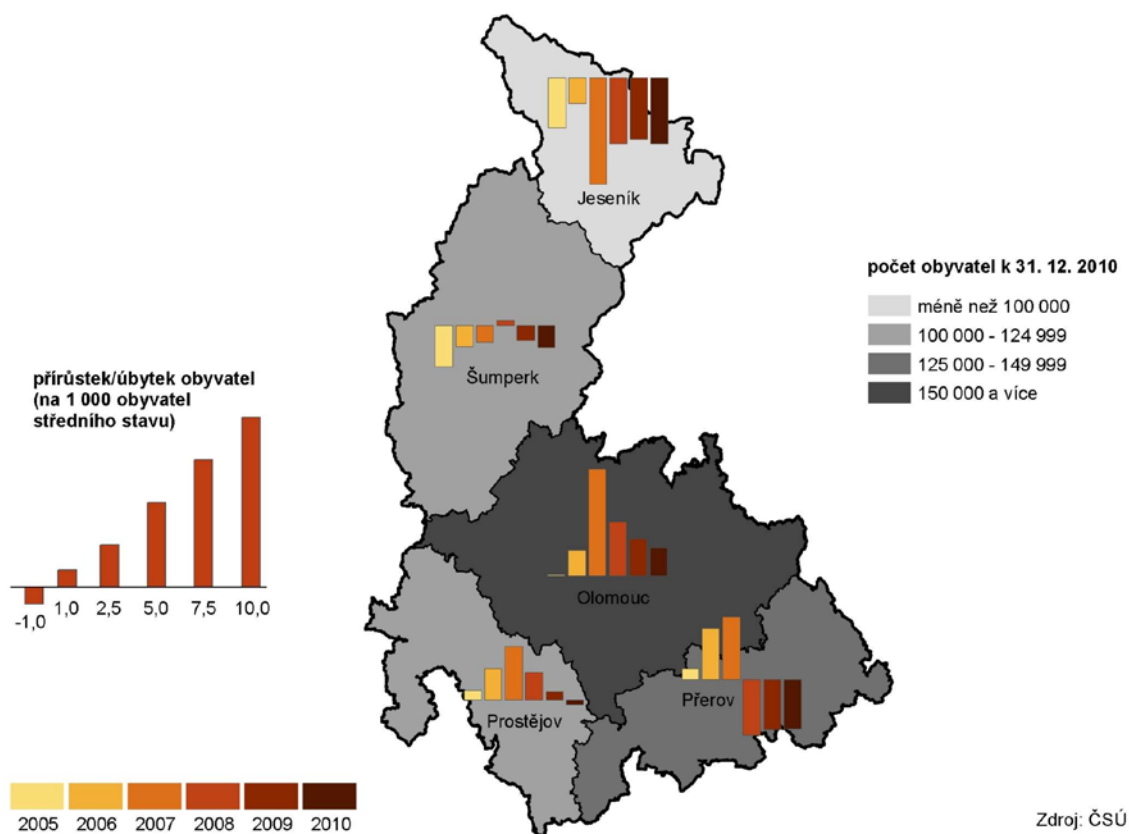 Jeseník
počet obyvatel k 31. 12. 2010
méně než 100 000
100 000 - 124 999
125 000 - 149 999
150 000 a více
Šumperk
přírůstek/úbytek obyvatel
(na 1 000 obyvatel
středního stavu)
-1,0 1,0 2,5 5,0 7,5 10,0
Olomouc
Přerov
Prostějov
2005 2006 2007 2008 2009 2010
Zdroj: ČSÚ